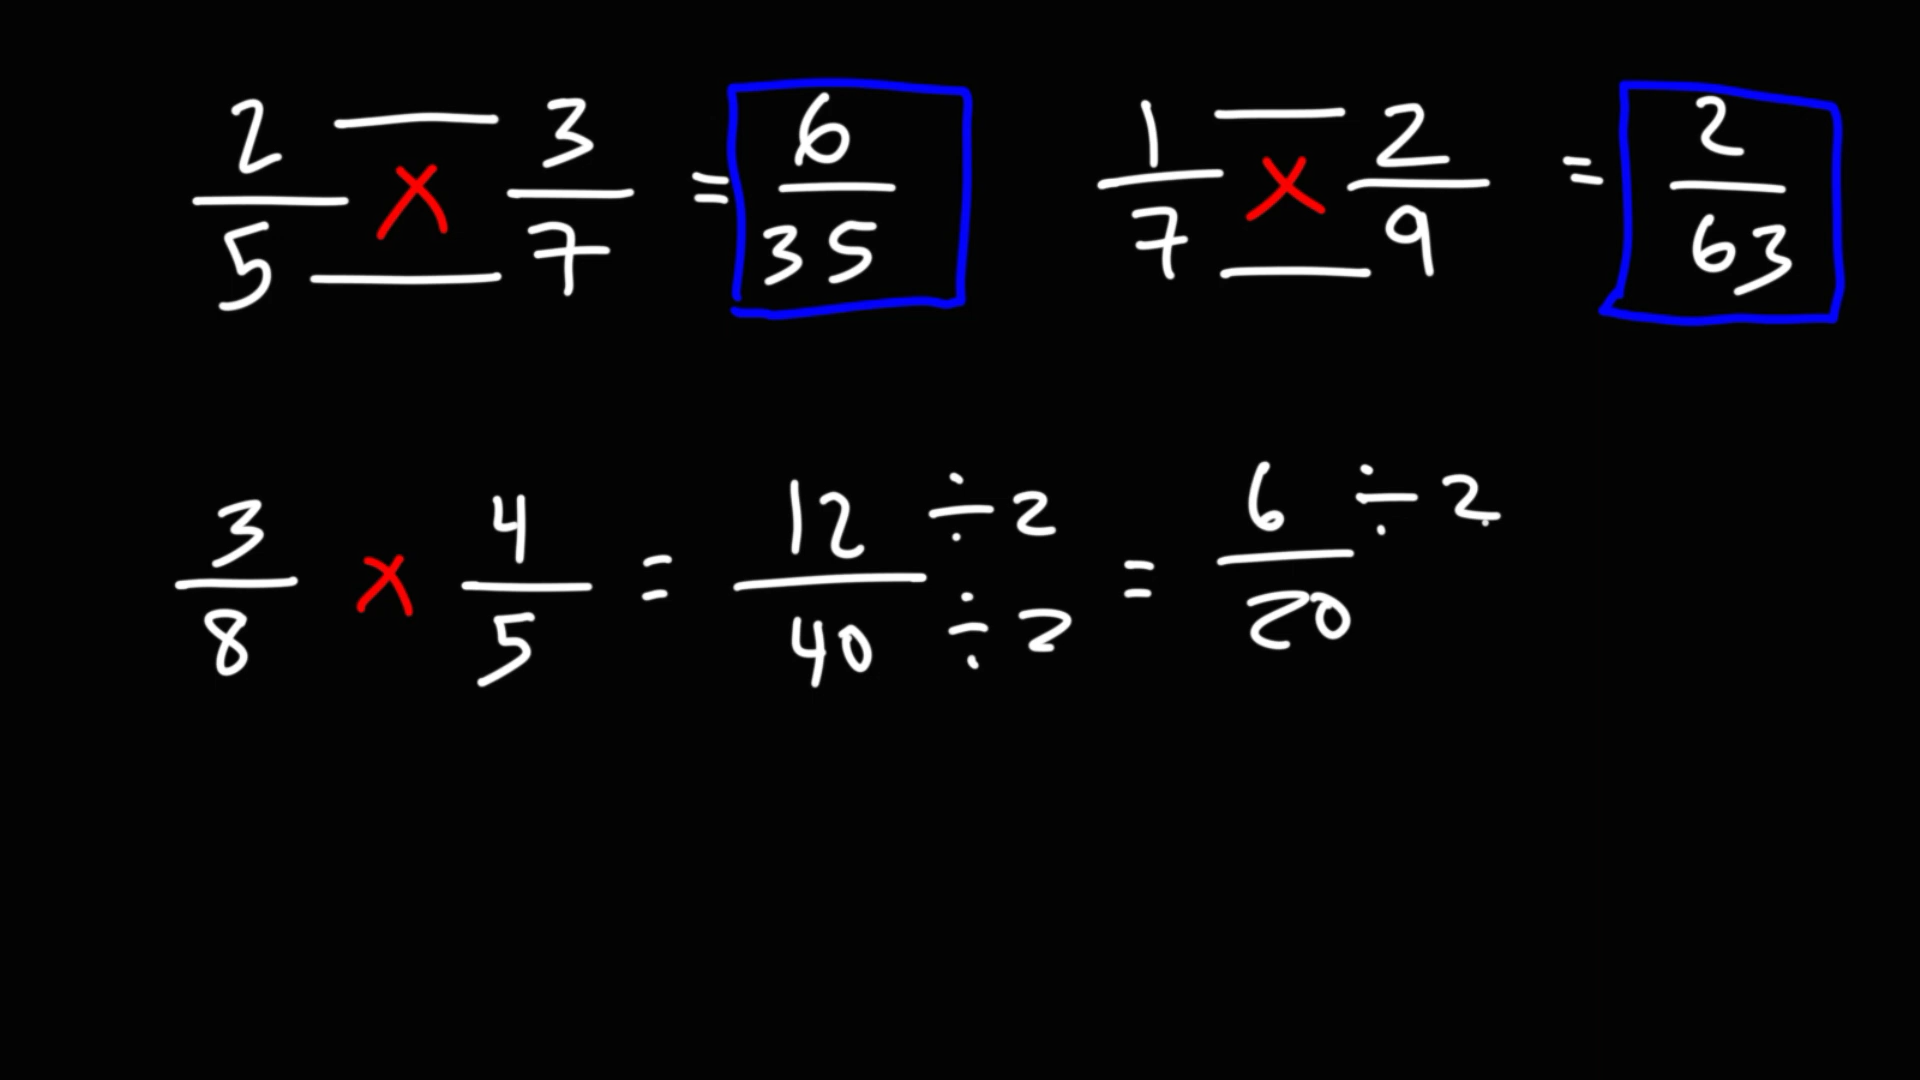 2/5 × 3/7 = 6/35
1/7 × 2/9 = 2/63
3/8 × 4/5 = 12 ÷ 2 / 40 ÷ 2 = 6 ÷ 2 / 20